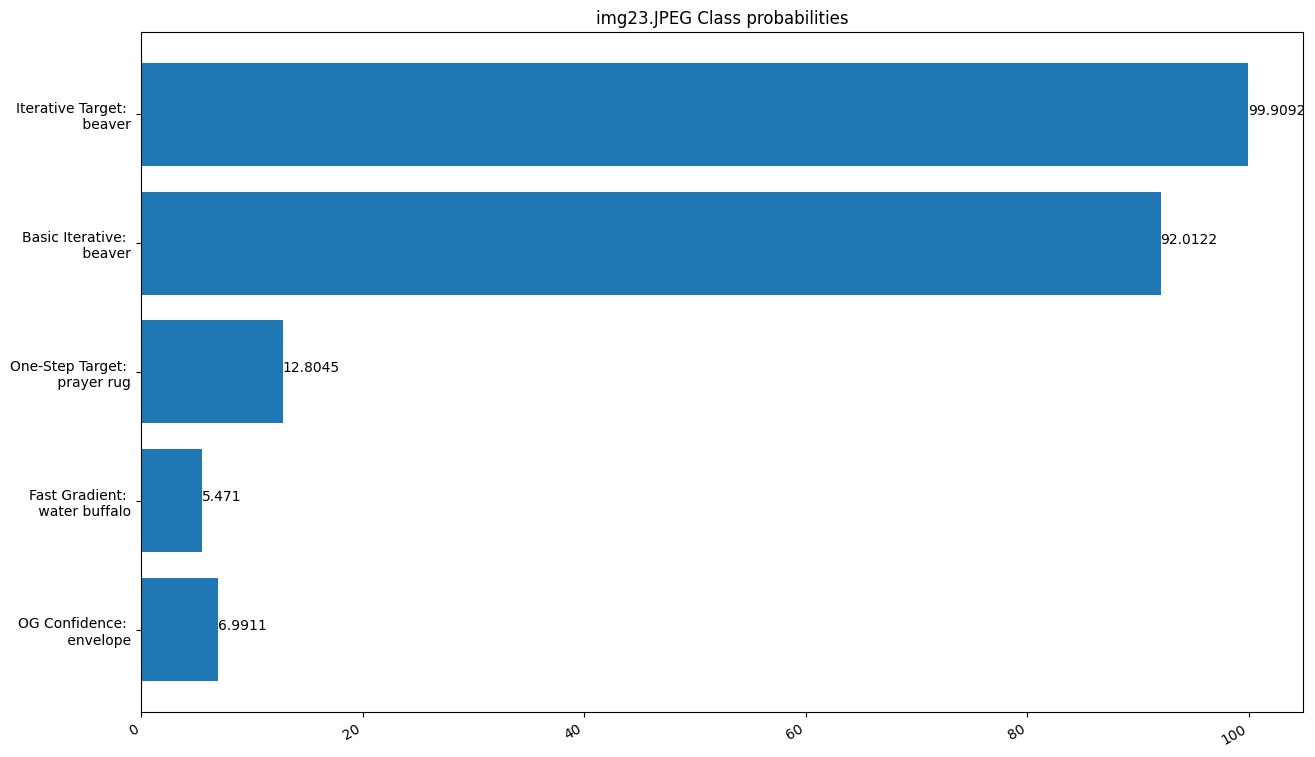 img23.JPEG Class probabilities
Iterative Target:
beaver
99.9092
Basic Iterative:
beaver
92.0122
One-Step Target:
prayer rug
12.8045
Fast Gradient:
water buffalo
5.471
OG Confidence:
envelope
6.9911
0
20
40
60
80
100